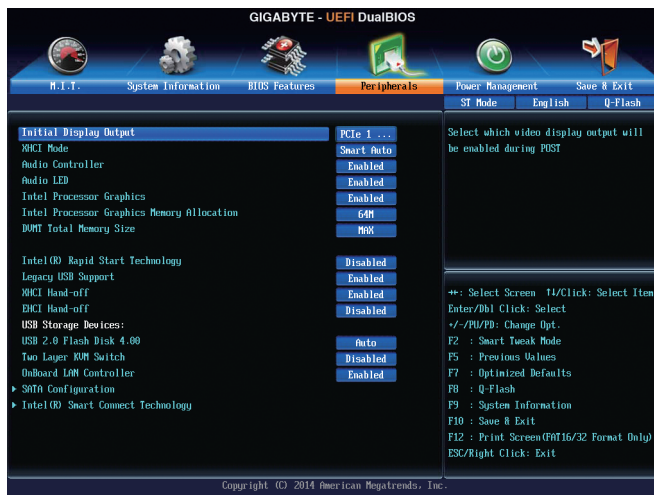 GIGABYTE - UEFI DualBIOS
M.I.T. System Information BIOS Features Peripherals Power Management Save & Exit
ST Mode English Q-Flash
Initial Display Output PCIe 1 ...
XHCI Mode Smart Auto
Audio Controller Enabled
Audio LED Enabled
Intel Processor Graphics Enabled
Intel Processor Graphics Memory Allocation 64M
DVMT Total Memory Size MAX
Intel(R) Rapid Start Technology Disabled
Legacy USB Support Enabled
XHCI Hand-off Enabled
EHCI Hand-off Disabled
USB Storage Devices:
USB 2.0 Flash Disk 4.00 Auto
Two Layer KVM Switch Disabled
OnBoard LAN Controller Enabled
SATA Configuration
Intel(R) Smart Connect Technology
Select which video display output will
be enabled during POST
↔: Select Screen ↑↓/Click: Select Item
Enter/Dbl Click: Select
+/-/PU/PD: Change Opt.
F2 : Smart Tweak Mode
F5 : Previous Values
F7 : Optimized Defaults
F8 : Q-Flash
F9 : System Information
F10 : Save & Exit
F12 : Print Screen(FAT16/32 Format Only)
ESC/Right Click: Exit
Copyright (C) 2014 American Megatrends, Inc.